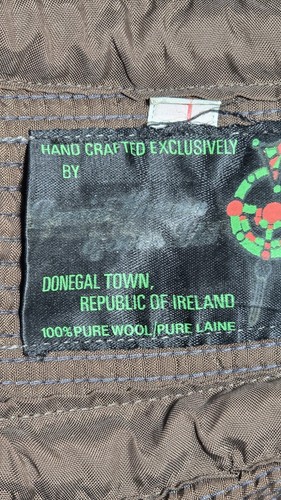 HAND CRAFTED EXCLUSIVELY
BY
DONEGAL TOWN,
REPUBLIC OF IRELAND
100% PURE WOOL/PURE LAINE